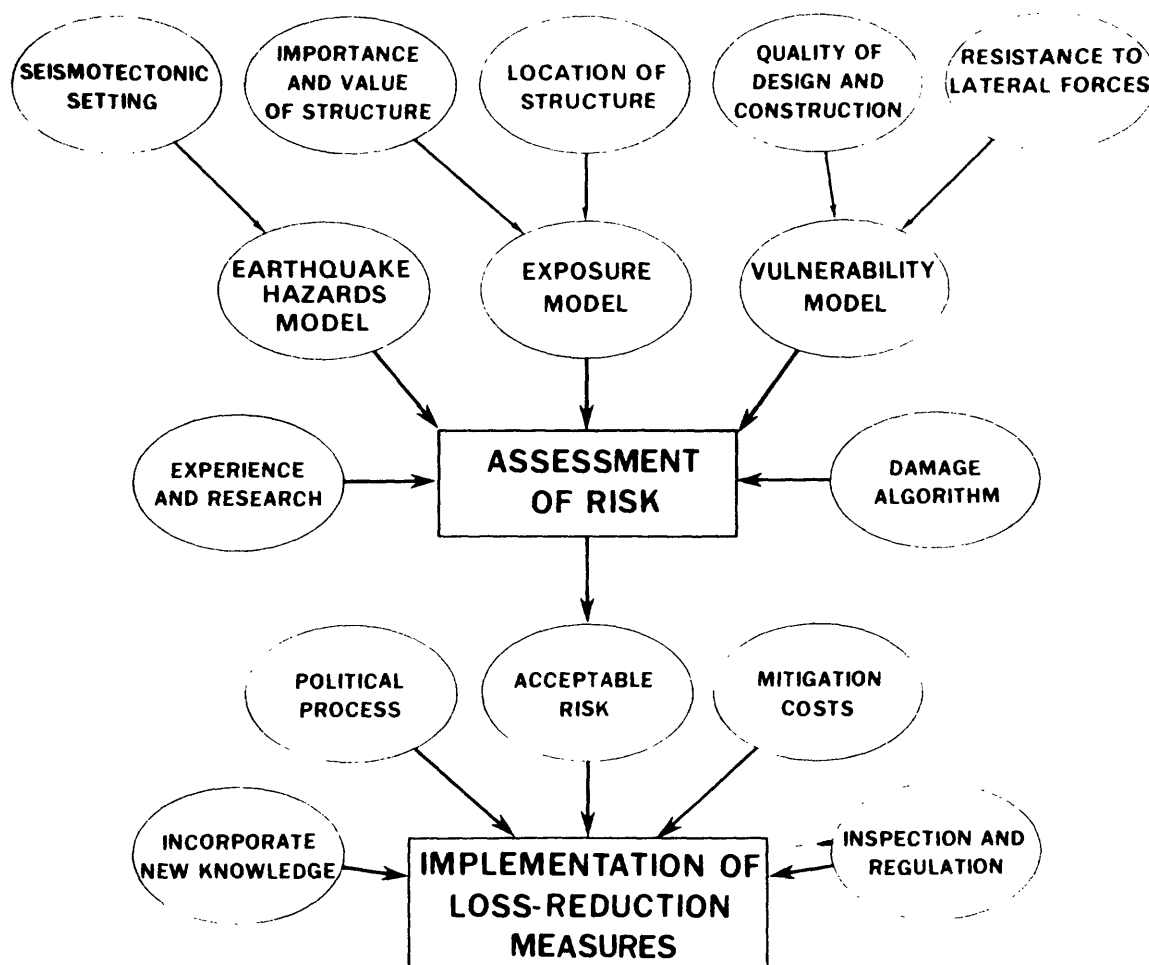 SEISMOTECTONIC
SETTING
IMPORTANCE
AND VALUE
OF STRUCTURE
LOCATION OF
STRUCTURE
QUALITY OF
DESIGN AND
CONSTRUCTION
RESISTANCE TO
LATERAL FORCES
EARTHQUAKE
HAZARDS
MODEL
EXPOSURE
MODEL
VULNERABILITY
MODEL
EXPERIENCE
AND RESEARCH
ASSESSMENT
OF RISK
DAMAGE
ALGORITHM
POLITICAL
PROCESS
ACCEPTABLE
RISK
MITIGATION
COSTS
INCORPORATE
NEW KNOWLEDGE
IMPLEMENTATION OF
LOSS-REDUCTION
MEASURES
INSPECTION AND
REGULATION